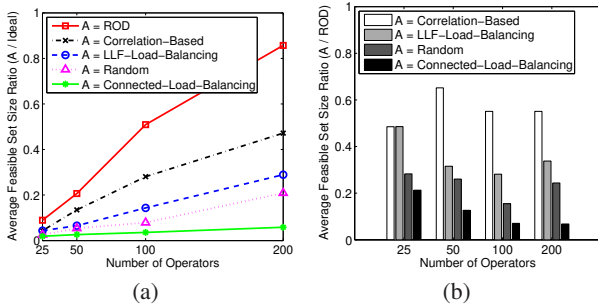 Average Feasible Set Size Ratio (A / Ideal)
1
0.8
0.6
0.4
0.2
0
A = ROD
A = Correlation-Based
A = LLF-Load-Balancing
A = Random
A = Connected-Load-Balancing
25 50 100 200
Number of Operators
(a)
Average Feasible Set Size Ratio (A / ROD)
1
0.8
0.6
0.4
0.2
0
A = Correlation-Based
A = LLF-Load-Balancing
A = Random
A = Connected-Load-Balancing
25 50 100 200
Number of Operators
(b)